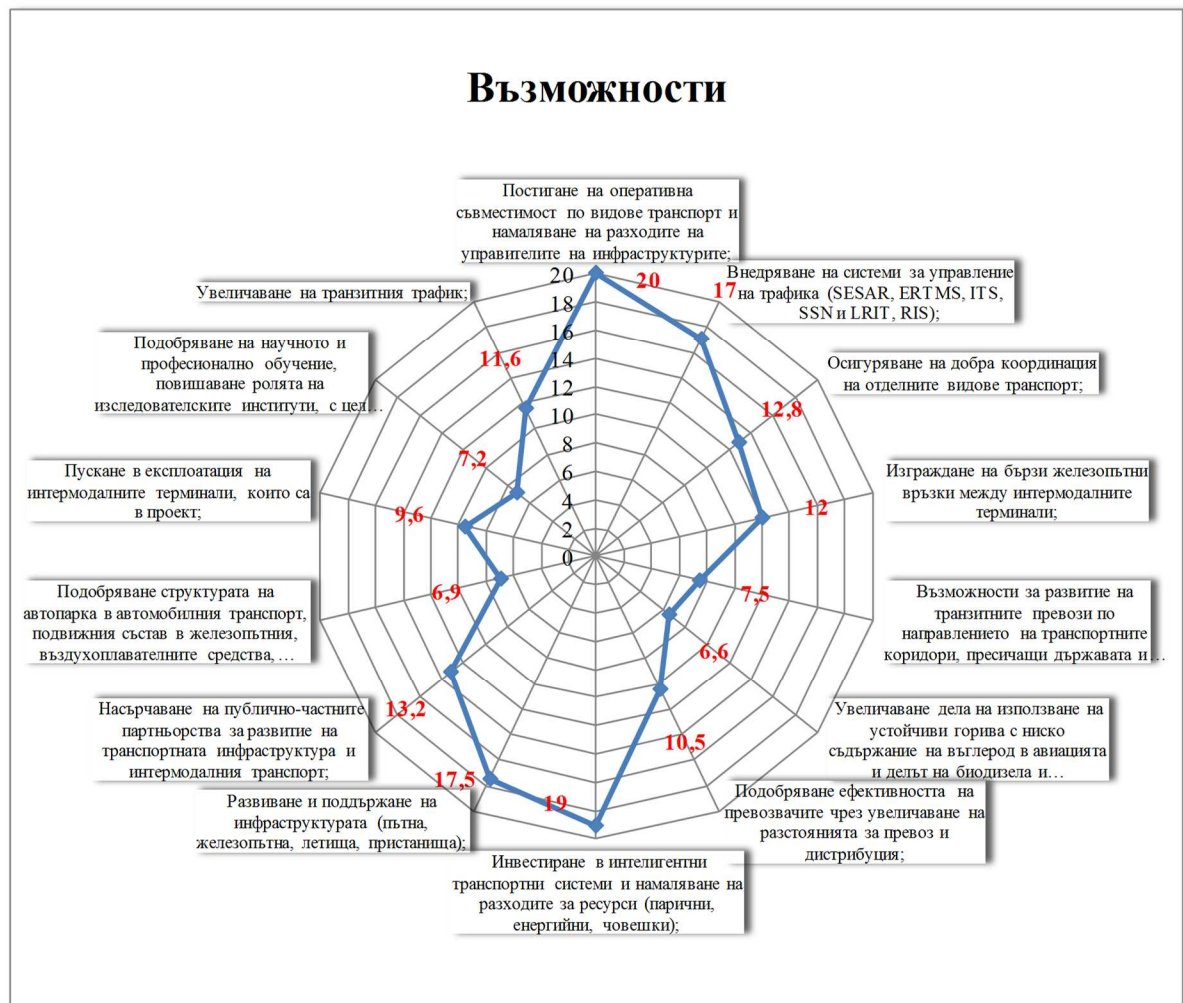 Възможности
Постигане на оперативна
съвместимост по видове транспорт и
намаляване на разходите на
управителите на инфраструктурите;
Внедряване на системи за управление
на трафика (SESAR, ERTMS, ITS,
SSN и LRIT, RIS);
Осигуряване на добра координация
на отделните видове транспорт;
Изграждане на бързи железопътни
връзки между интермодалните
терминали;
Възможности за развитие на
транзитните превози по
направлението на транспортните
коридори, пресичащи държавата и…
Увеличаване дела на използване на
устойчиви горива с ниско
съдържание на въглерод в авиацията
и делът на биодизела и…
Подобряване ефективността на
превозвачите чрез увеличаване на
разстоянията за превоз и
дистрибуция;
Инвестиране в интелигентни
транспортни системи и намаляване на
разходите за ресурси (парични,
енергийни, човешки);
Развиване и поддържане на
инфраструктурата (пътна,
железопътна, летища, пристанища);
Насърчаване на публично-частните
партньорства за развитие на
транспортната инфраструктура и
интермодалния транспорт;
Подобряване структурата на
автопарка в автомобилния транспорт,
подвижния състав в железопътния,
въздухоплавателните средства, …
Пускане в експлоатация на
интермодалните терминали, които са
в проект;
Подобряване на научното и
професионално обучение,
повишаване ролята на
изследователските институти, с цел…
Увеличаване на транзитния трафик;
20
18
16
14
12
10
8
6
4
2
0
20
17
12,8
12
7,5
6,6
10,5
19
17,5
13,2
6,9
9,6
7,2
11,6